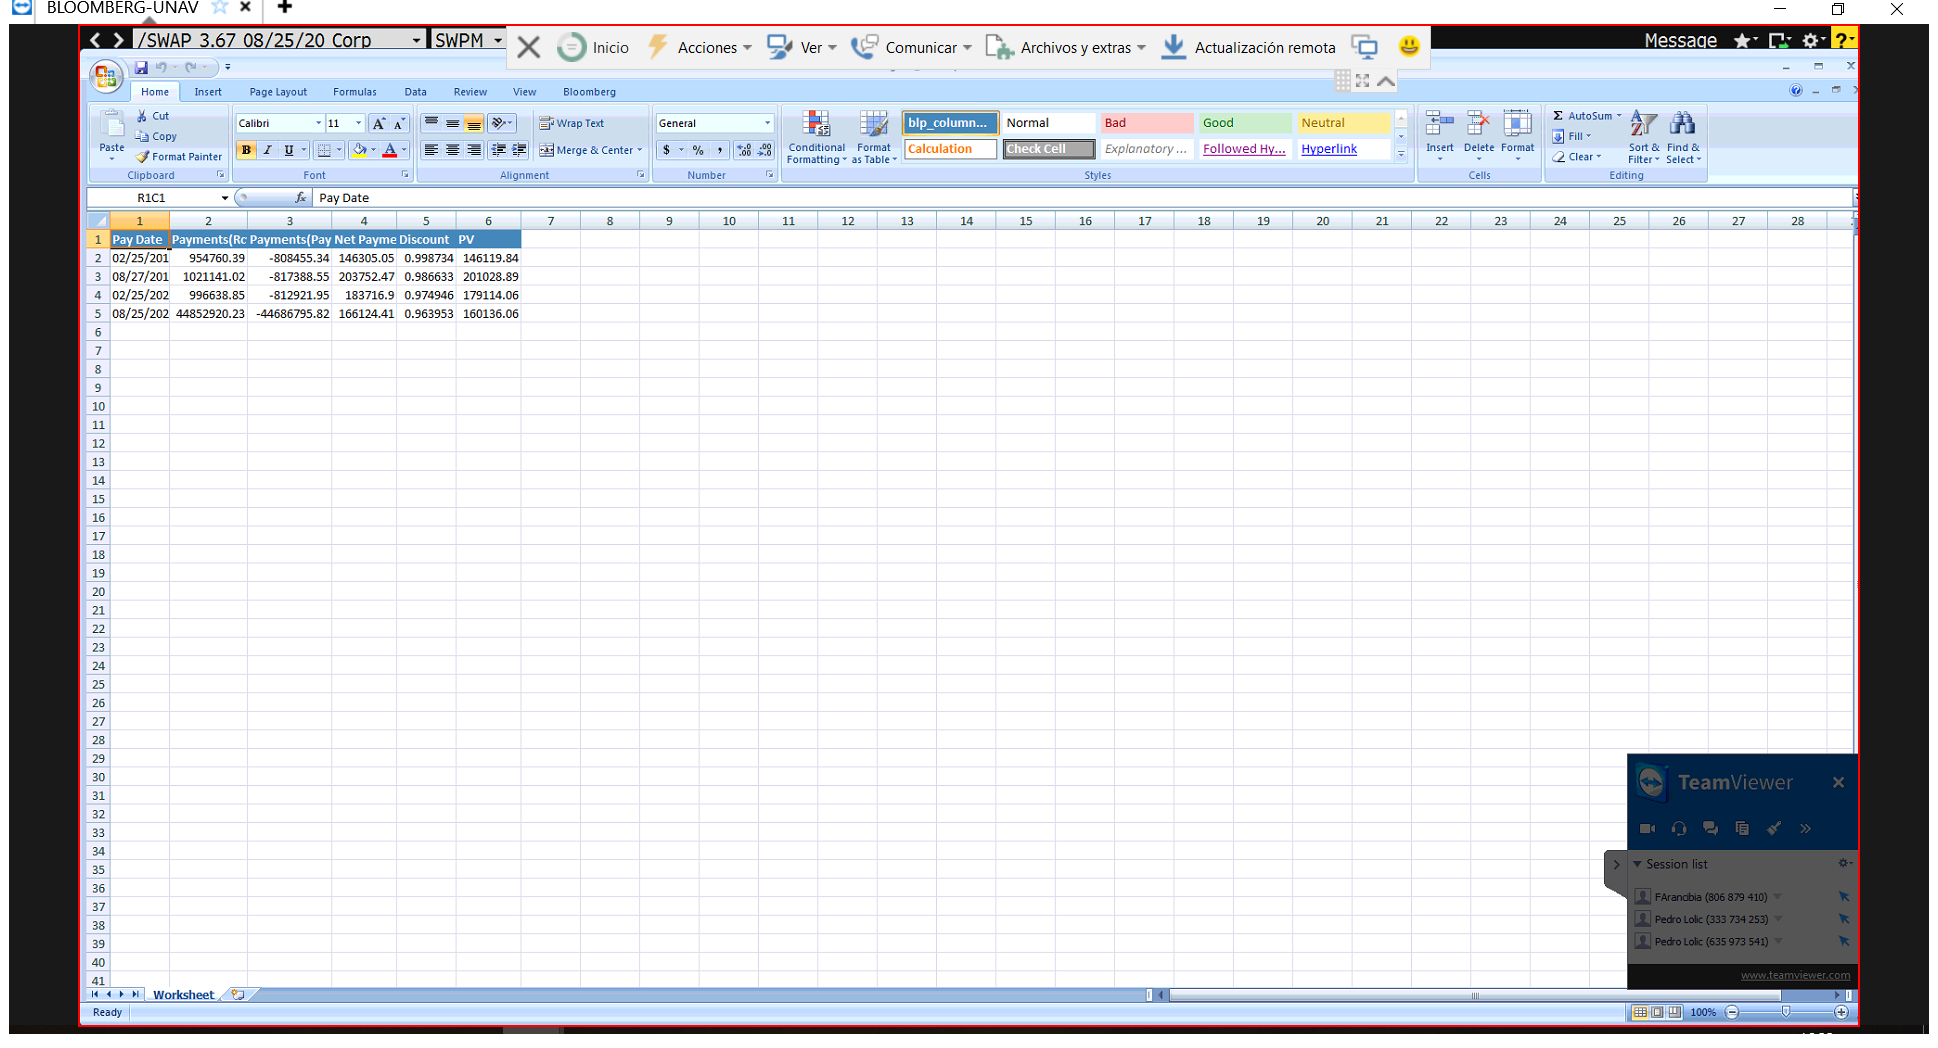 BLOOMBERG-UNAV
/SWAP 3.67 08/25/20 Corp SWPM
Inicio Acciones Ver Comunicar Archivos y extras Actualización remota
Message
Home Insert Page Layout Formulas Data Review View Bloomberg
Paste Cut Copy Format Painter
Clipboard
Calibri 11
B I U
Font
Wrap Text
Merge & Center
Alignment
General
$ % ,
Number
Conditional Formatting
Format as Table
blp_column... Normal Bad Good Neutral
Calculation Check Cell Explanatory ... Followed Hy... Hyperlink
Styles
Insert Delete Format
Cells
Σ AutoSum
Fill
Clear
Sort & Filter
Find & Select
Editing
R1C1 fx Pay Date
1 2 3 4 5 6 7 8 9 10 11 12 13 14 15 16 17 18 19 20 21 22 23 24 25 26 27 28
1 Pay Date Payments(Rc Payments(Pay Net Payme Discount PV
2 02/25/201 954760.39 -808455.34 146305.05 0.998734 146119.84
3 08/27/201 1021141.02 -817388.55 203752.47 0.986633 201028.89
4 02/25/202 996638.85 -812921.95 183716.9 0.974946 179114.06
5 08/25/202 44852920.23 -44686795.82 166124.41 0.963953 160136.06
6
7
8
9
10
11
12
13
14
15
16
17
18
19
20
21
22
23
24
25
26
27
28
29
30
31
32
33
34
35
36
37
38
39
40
41
TeamViewer
Session list
FArancibia (806 879 410)
Pedro Lolic (333 734 253)
Pedro Lolic (635 973 541)
www.teamviewer.com
Worksheet
Ready
100%